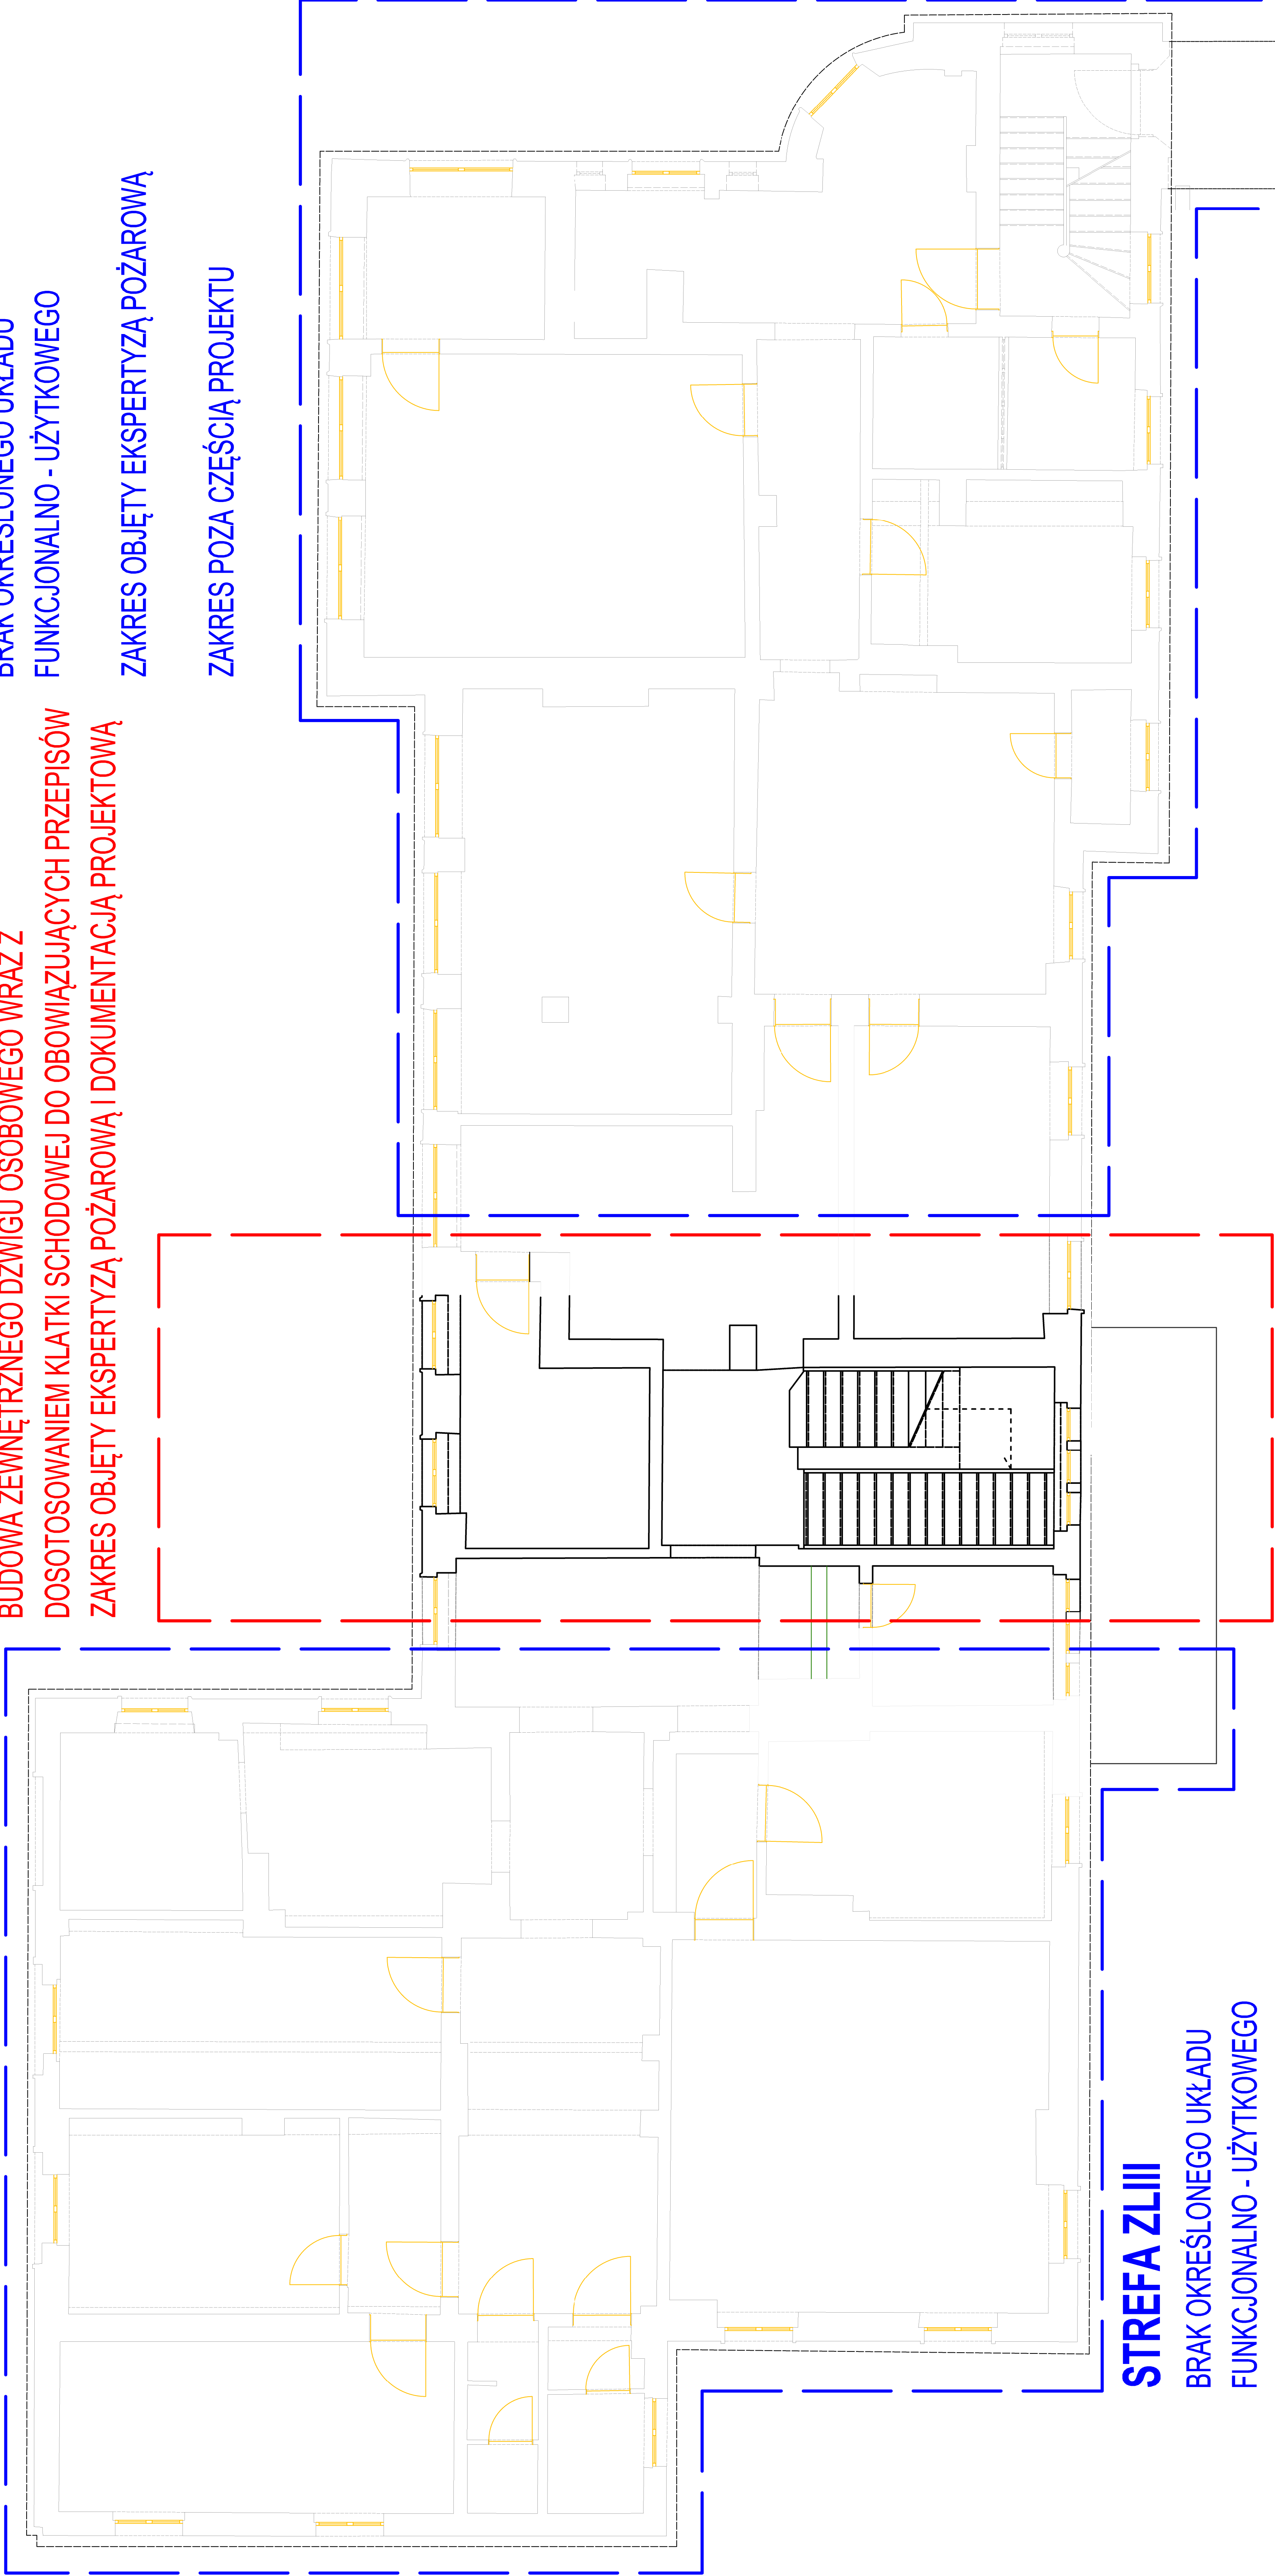 BUDOWA ZEWNĘTRZNEGO DŹWIGU OSOBOWEGO WRAZ Z
DOSOTOSOWANIEM KLATKI SCHODOWEJ DO OBOWIĄZUJĄCYCH PRZEPISÓW
ZAKRES OBJĘTY EKSPERTYZĄ POŻAROWĄ I DOKUMENTACJĄ PROJEKTOWĄ
BRAK OKREŚLONEGO UKŁADU
FUNKCJONALNO - UŻYTKOWEGO
ZAKRES OBJĘTY EKSPERTYZĄ POŻAROWĄ
ZAKRES POZA CZĘŚCIĄ PROJEKTU
STREFA ZLIII
BRAK OKREŚLONEGO UKŁADU
FUNKCJONALNO - UŻYTKOWEGO